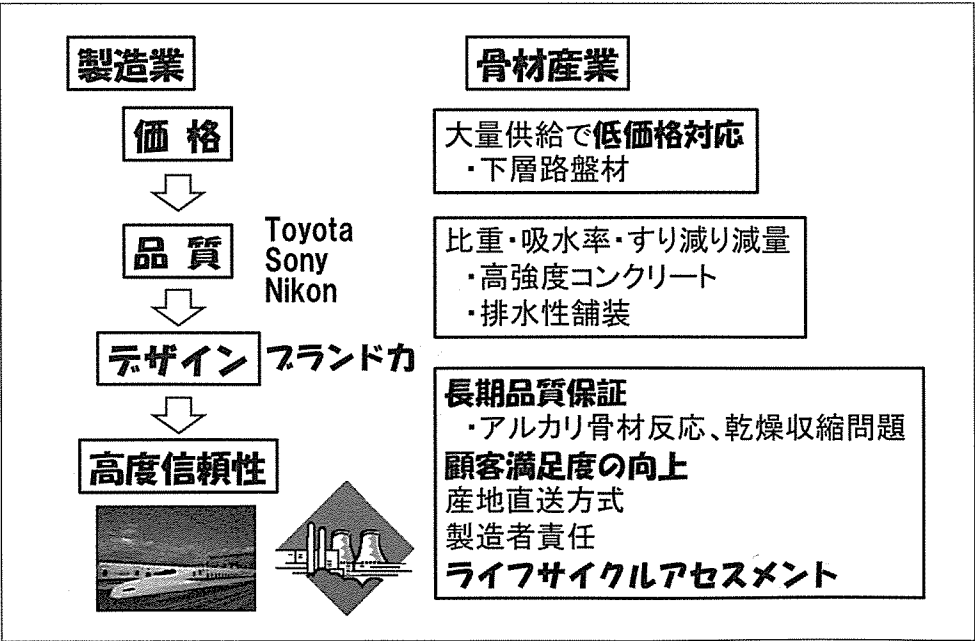 製造業
価格
品質
Toyota
Sony
Nikon
デザイン ブランド力
高度信頼性
骨材産業
大量供給で低価格対応
・下層路盤材
比重・吸水率・すり減り減量
・高強度コンクリート
・排水性舗装
長期品質保証
・アルカリ骨材反応、乾燥収縮問題
顧客満足度の向上
産地直送方式
製造者責任
ライフサイクルアセスメント